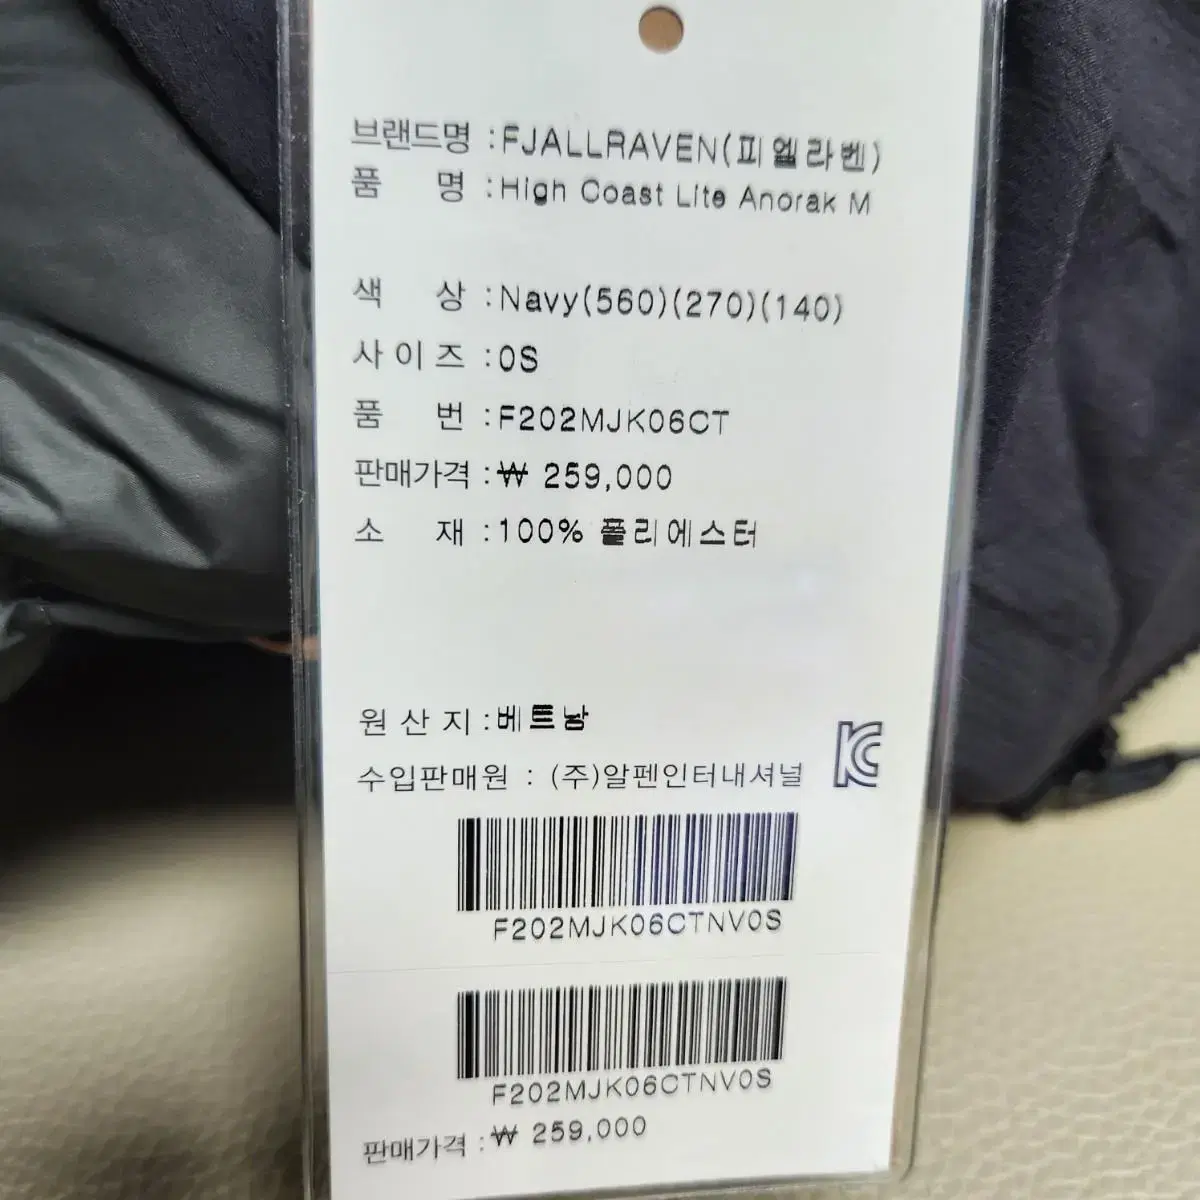 브랜드명 :FJALLRAVEN(피엘라벤)
품 명 :High Coast Lite Anorak M
색 상 :Navy(560)(270)(140)
사이즈 :0S
품 번 :F202MJK06CT
판매가격 :₩ 259,000
소 재 :100% 폴리에스터
원산지 :베트남
수입판매원 : (주)알펜인터내셔널
F202MJK06CTNV0S
F202MJK06CTNV0S
판매가격 :₩ 259,000